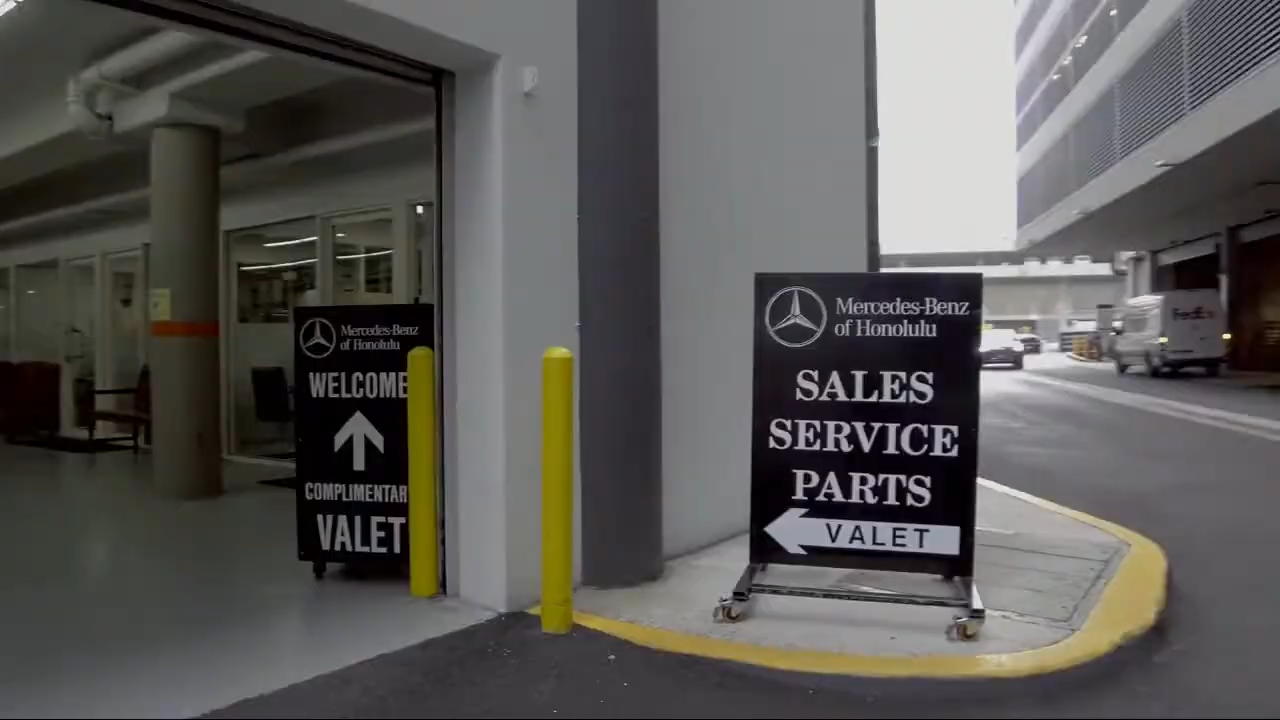 Mercedes-Benz
of Honolulu
WELCOME
COMPLIMENTAR
VALET
Mercedes-Benz
of Honolulu
SALES
SERVICE
PARTS
VALET
FedEx